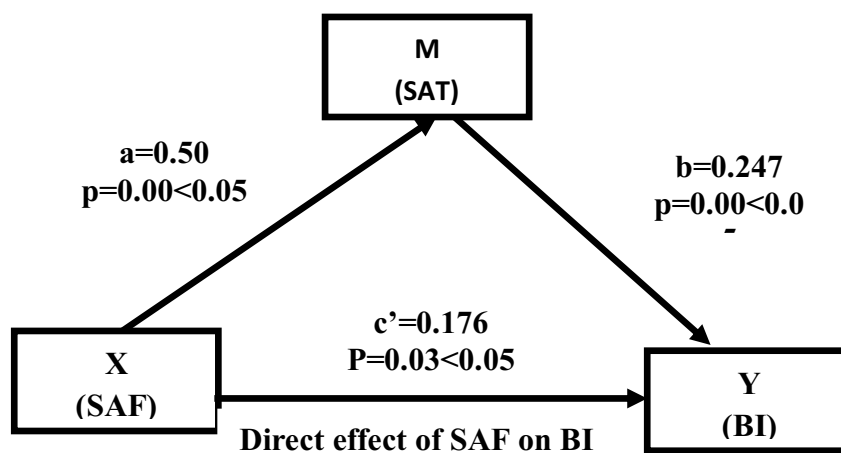 M
(SAT)
a=0.50
p=0.00<0.05
b=0.247
p=0.00<0.0
c’=0.176
P=0.03<0.05
X
(SAF)
Y
(BI)
Direct effect of SAF on BI